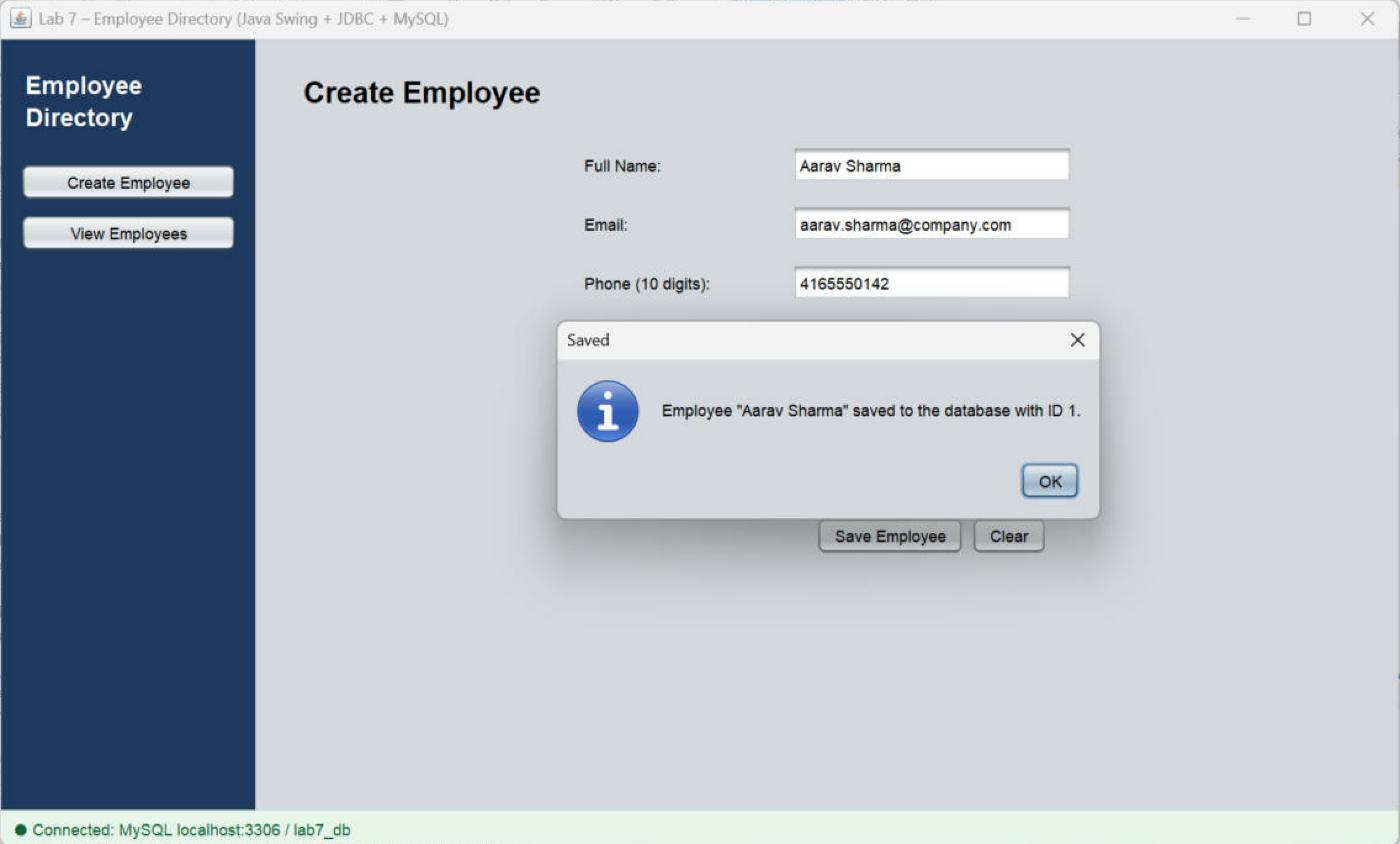 Lab 7 – Employee Directory (Java Swing + JDBC + MySQL)
Employee
Directory
Create Employee
View Employees
Create Employee
Full Name:
Aarav Sharma
Email:
aarav.sharma@company.com
Phone (10 digits):
4165550142
Saved
Employee "Aarav Sharma" saved to the database with ID 1.
OK
Save Employee
Clear
Connected: MySQL localhost:3306 / lab7_db